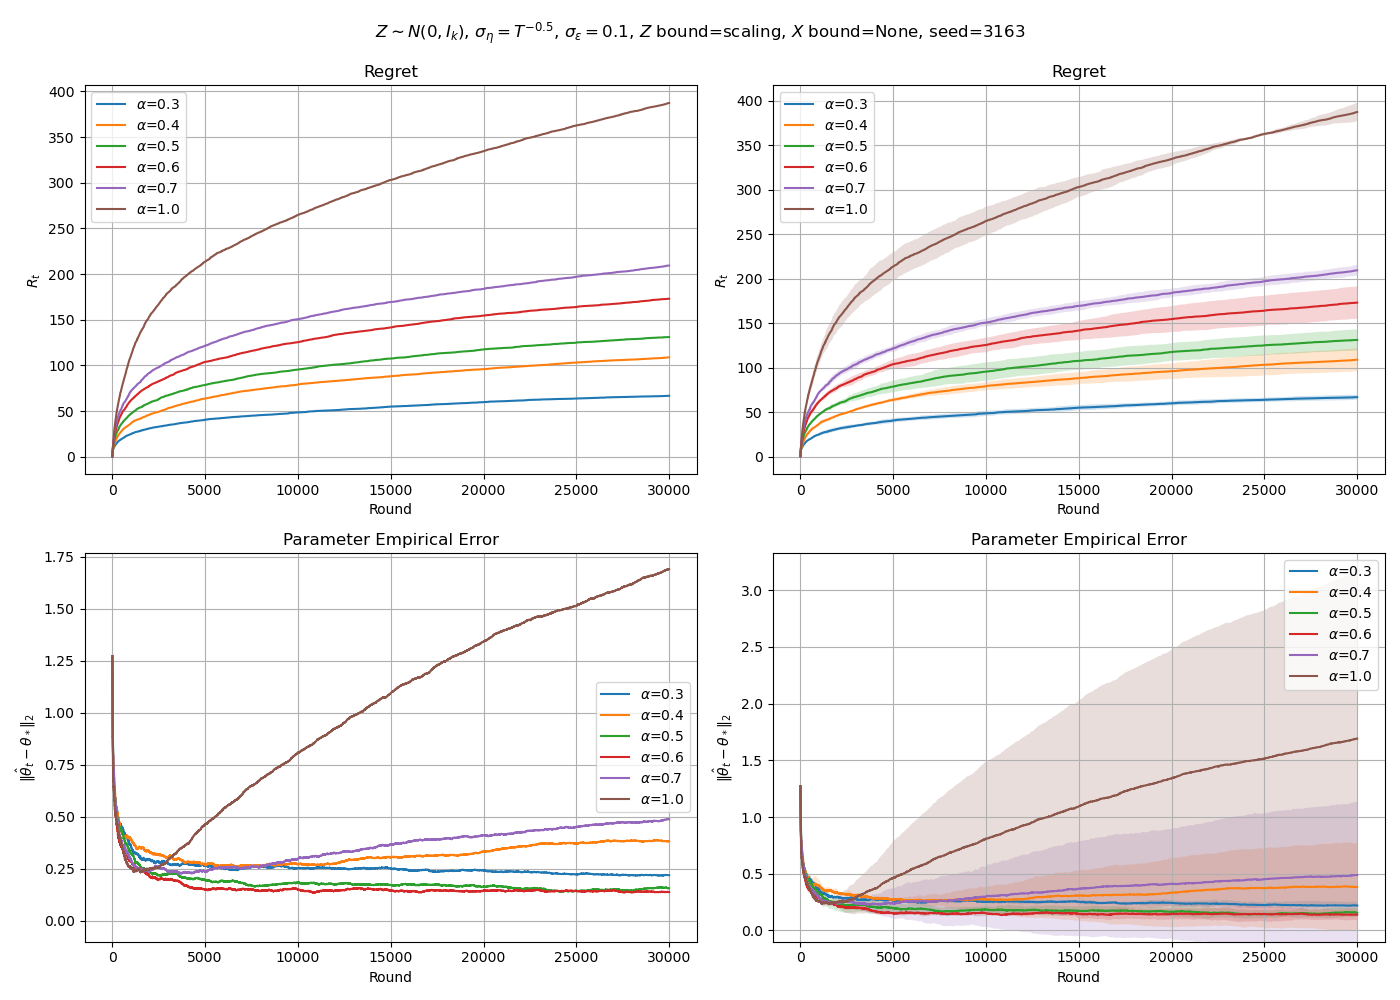 Z ∼ N(0, I_k), σ_η = T^{−0.5}, σ_ε = 0.1, Z bound=scaling, X bound=None, seed=3163
Regret
400
350
300
250
200
150
100
50
0
R_t
α=0.3
α=0.4
α=0.5
α=0.6
α=0.7
α=1.0
0 5000 10000 15000 20000 25000 30000
Round
Regret
400
350
300
250
200
150
100
50
0
R_t
α=0.3
α=0.4
α=0.5
α=0.6
α=0.7
α=1.0
0 5000 10000 15000 20000 25000 30000
Round
Parameter Empirical Error
1.75
1.50
1.25
1.00
0.75
0.50
0.25
0.00
‖θ̂_t − θ_*‖_2
α=0.3
α=0.4
α=0.5
α=0.6
α=0.7
α=1.0
0 5000 10000 15000 20000 25000 30000
Round
Parameter Empirical Error
3.0
2.5
2.0
1.5
1.0
0.5
0.0
‖θ̂_t − θ_*‖_2
α=0.3
α=0.4
α=0.5
α=0.6
α=0.7
α=1.0
0 5000 10000 15000 20000 25000 30000
Round